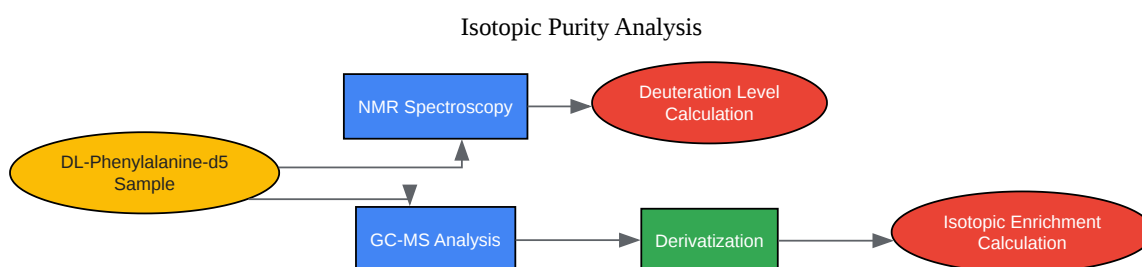 Isotopic Purity Analysis
NMR Spectroscopy
Deuteration Level
Calculation
DL-Phenylalanine-d5
Sample
GC-MS Analysis
Derivatization
Isotopic Enrichment
Calculation